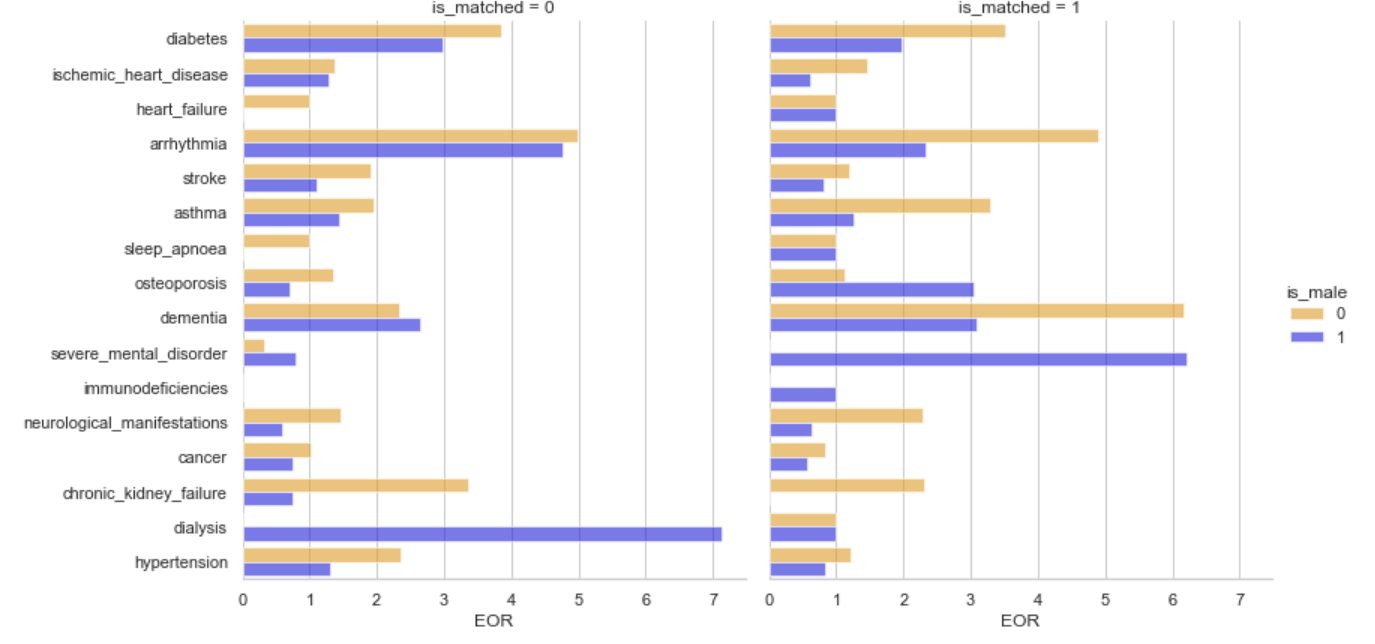 is_matched = 0
is_matched = 1
diabetes
ischemic_heart_disease
heart_failure
arrhythmia
stroke
asthma
sleep_apnoea
osteoporosis
dementia
severe_mental_disorder
immunodeficiencies
neurological_manifestations
cancer
chronic_kidney_failure
dialysis
hypertension
0 1 2 3 4 5 6 7
EOR
0 1 2 3 4 5 6 7
EOR
is_male
0
1